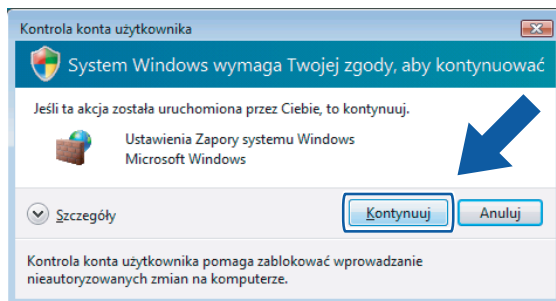 Kontrola konta użytkownika
System Windows wymaga Twojej zgody, aby kontynuować
Jeśli ta akcja została uruchomiona przez Ciebie, to kontynuuj.
Ustawienia Zapory systemu Windows
Microsoft Windows
Szczegóły
Kontynuuj
Anuluj
Kontrola konta użytkownika pomaga zablokować wprowadzanie
nieautoryzowanych zmian na komputerze.